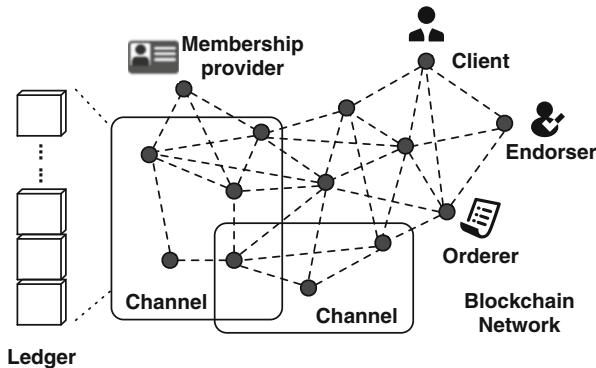 Membership
provider
Client
Endorser
Orderer
Channel
Channel
Blockchain
Network
Ledger